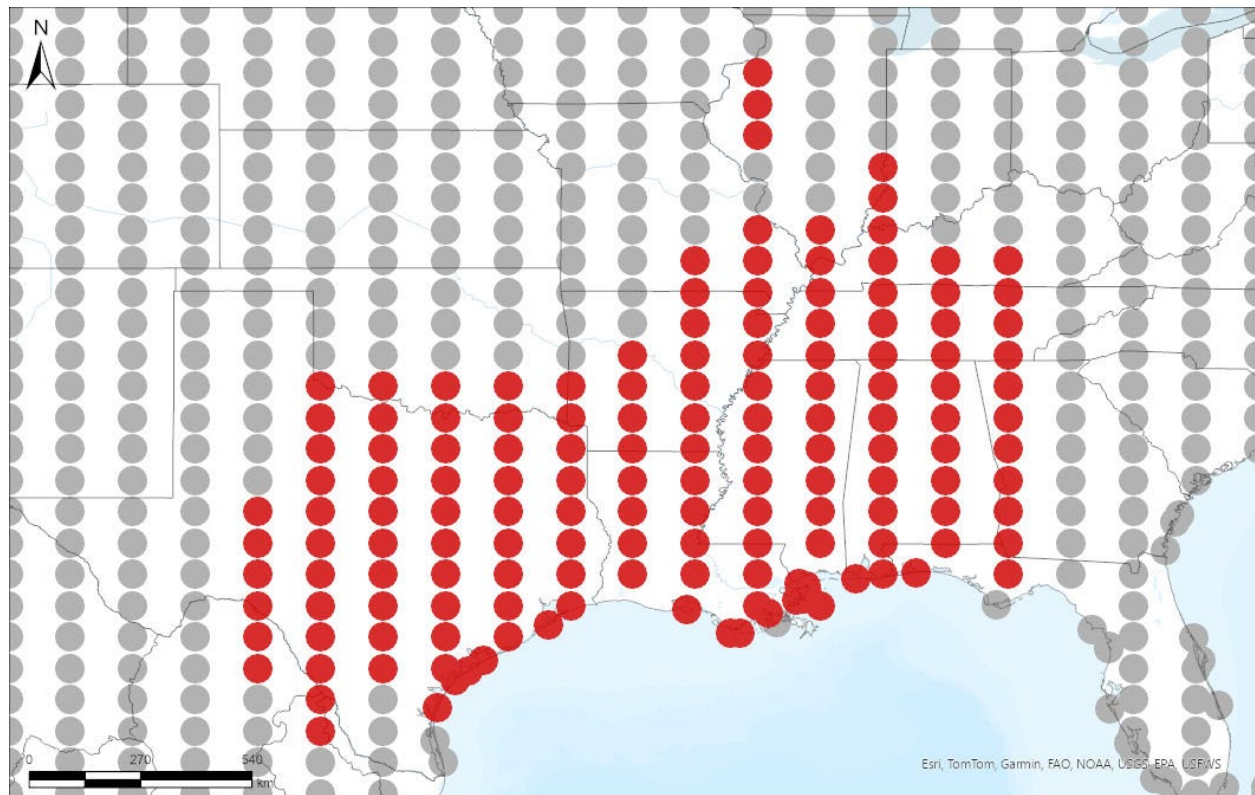 N
0 270 540
km
Esri, TomTom, Garmin, FAO, NOAA, USGS, EPA, USFWS